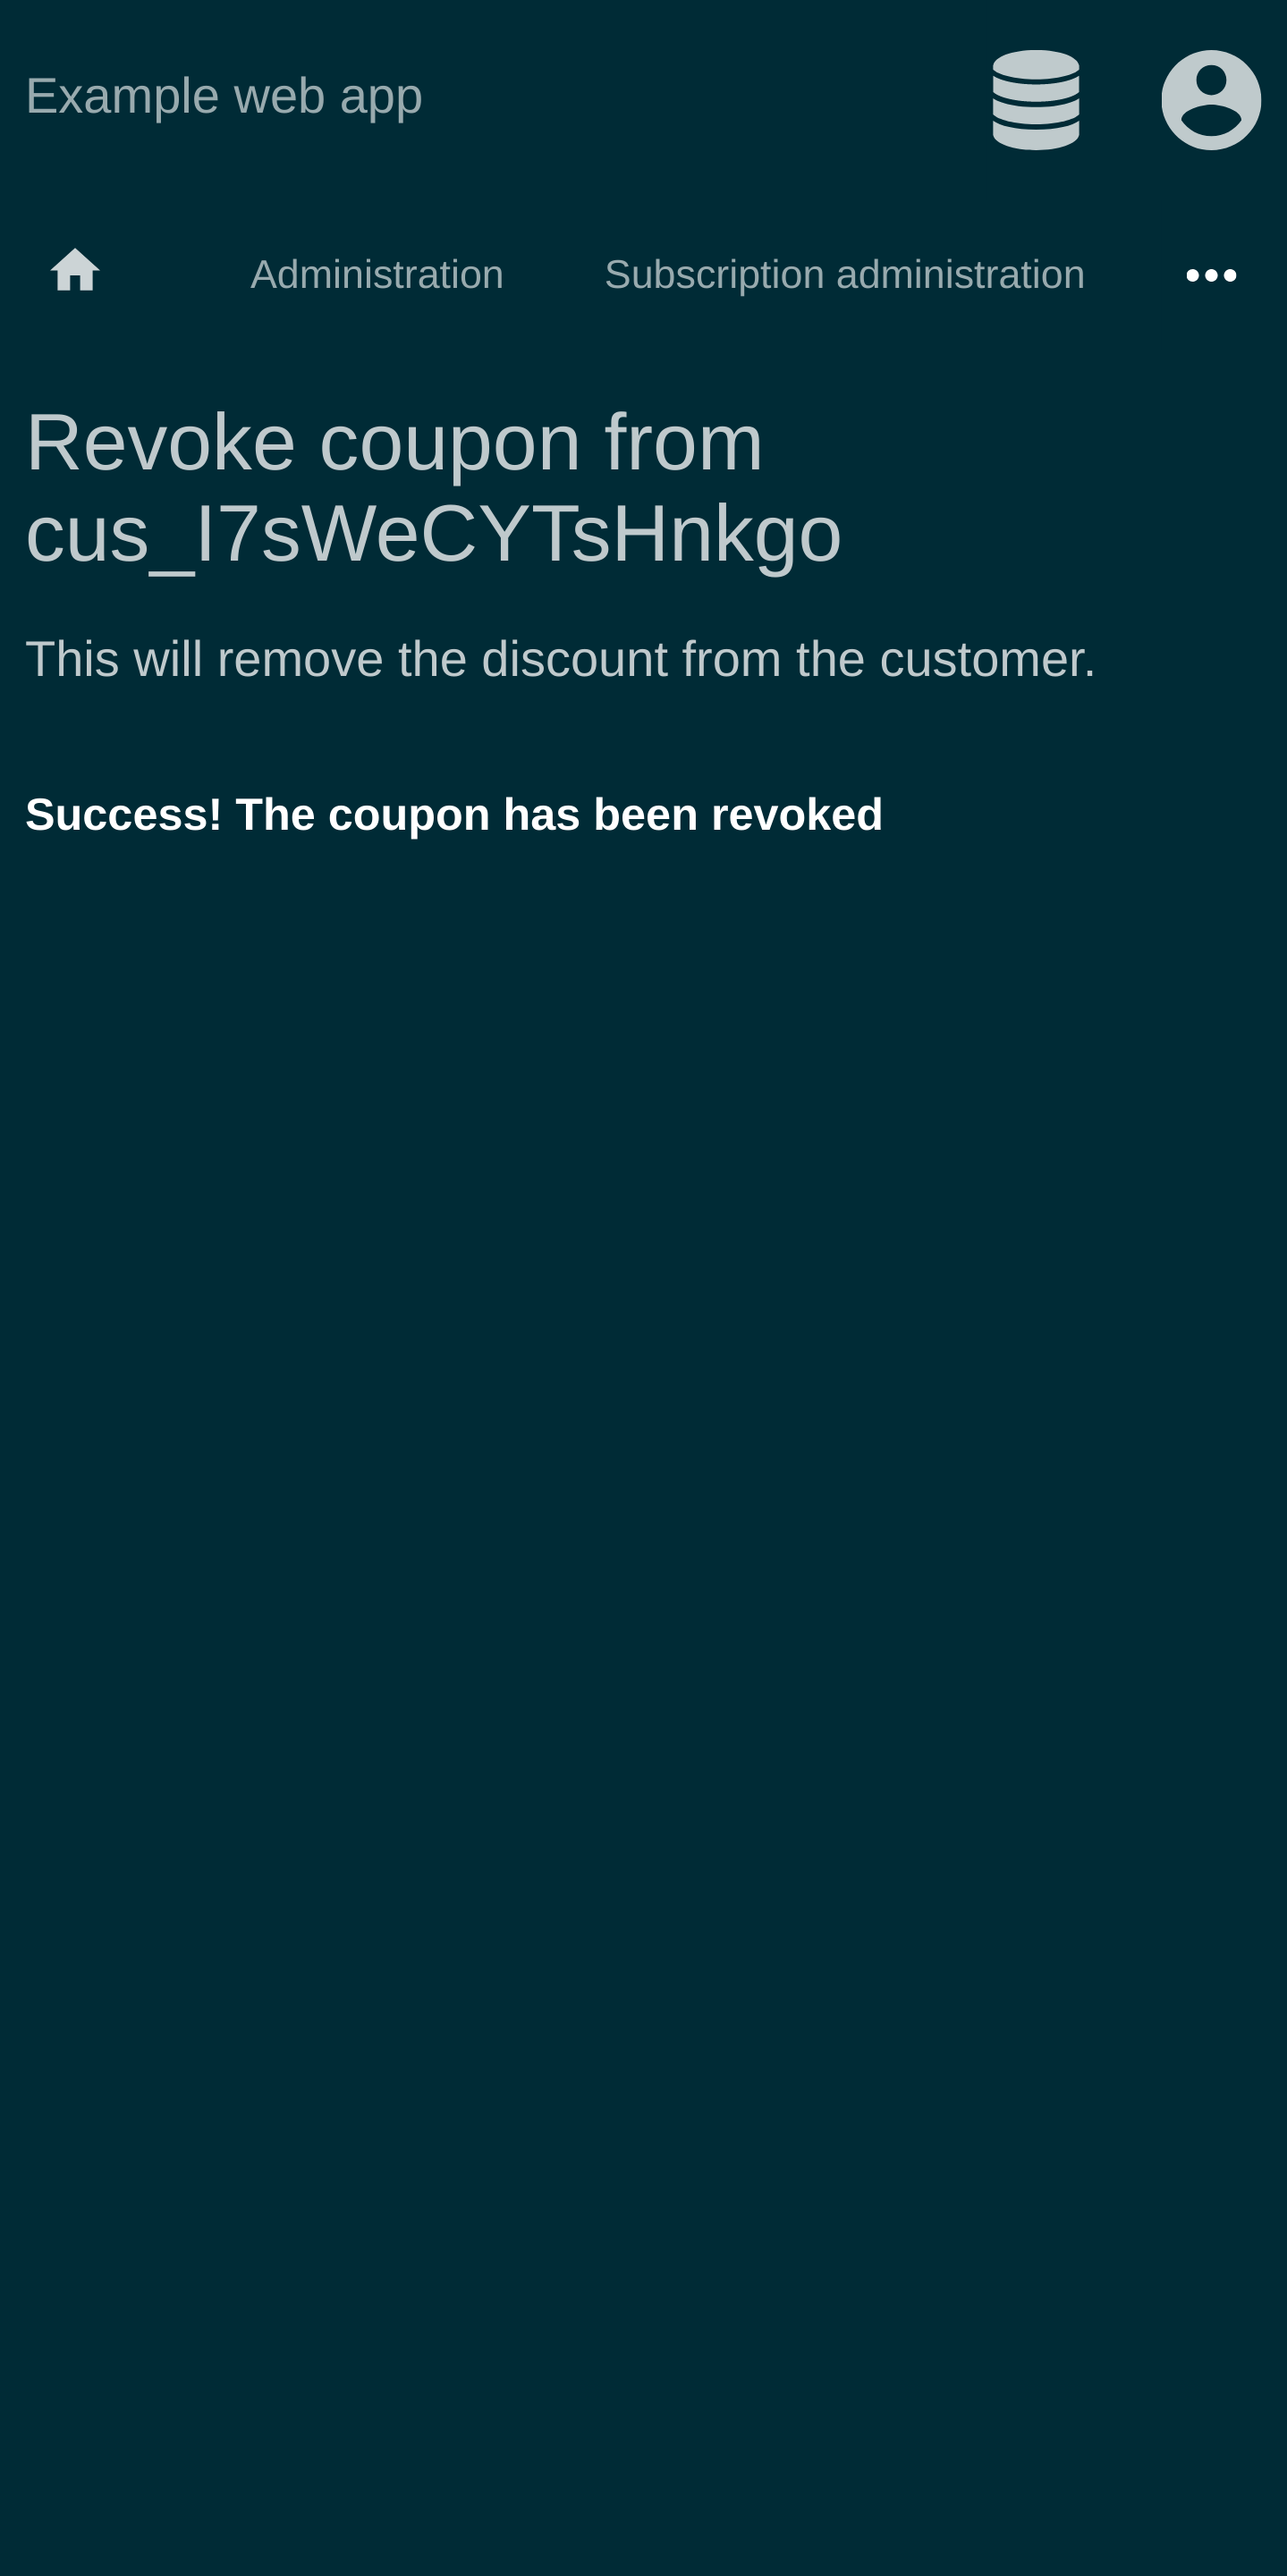 Example web app
Administration
Subscription administration
Revoke coupon from
cus_I7sWeCYTsHnkgo
This will remove the discount from the customer.
Success! The coupon has been revoked